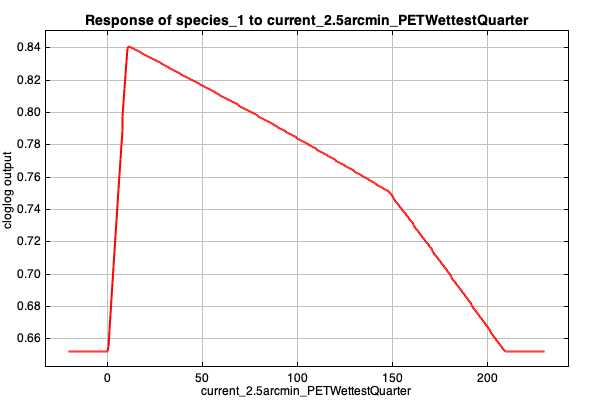 Response of species_1 to current_2.5arcmin_PETWettestQuarter
0.84
0.82
0.80
0.78
0.76
0.74
0.72
0.70
0.68
0.66
cloglog output
0 50 100 150 200
current_2.5arcmin_PETWettestQuarter